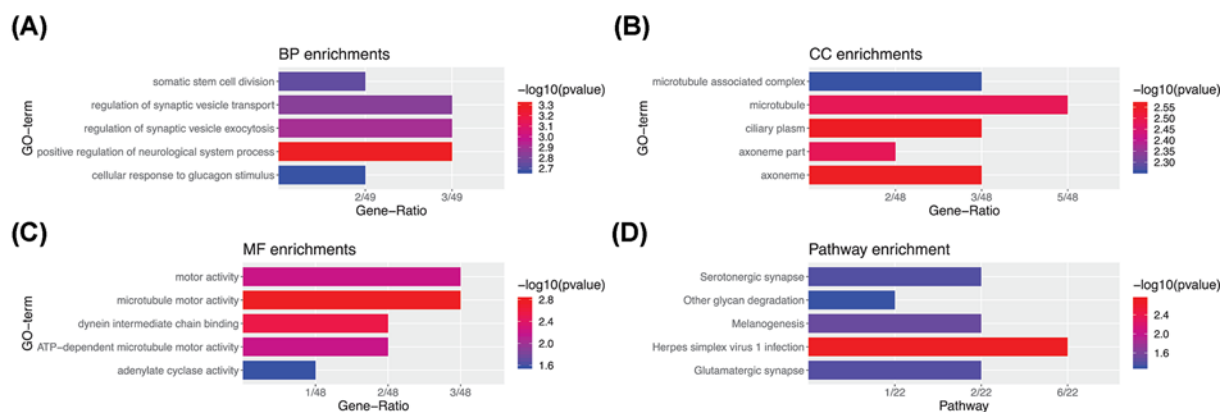 (A)
BP enrichments
GO-term
somatic stem cell division
regulation of synaptic vesicle transport
regulation of synaptic vesicle exocytosis
positive regulation of neurological system process
cellular response to glucagon stimulus
2/49 3/49
Gene-Ratio
-log10(pvalue)
3.3
3.2
3.1
3.0
2.9
2.8
2.7
(B)
CC enrichments
GO-term
microtubule associated complex
microtubule
ciliary plasm
axoneme part
axoneme
2/48 3/48 5/48
Gene-Ratio
-log10(pvalue)
2.55
2.50
2.45
2.40
2.35
2.30
(C)
MF enrichments
GO-term
motor activity
microtubule motor activity
dynein intermediate chain binding
ATP-dependent microtubule motor activity
adenylate cyclase activity
1/48 2/48 3/48
Gene-Ratio
-log10(pvalue)
2.8
2.4
2.0
1.6
(D)
Pathway enrichment
Serotonergic synapse
Other glycan degradation
Melanogenesis
Herpes simplex virus 1 infection
Glutamatergic synapse
1/22 2/22 6/22
Pathway
-log10(pvalue)
2.4
2.0
1.6